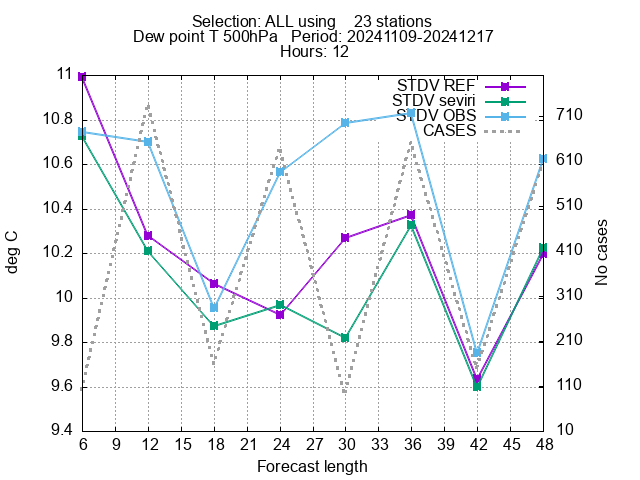 Selection: ALL using    23 stations
Dew point T 500hPa   Period: 20241109-20241217
Hours: 12
STDV REF
STDV seviri
STDV OBS
CASES
11
10.8
10.6
10.4
10.2
10
9.8
9.6
9.4
deg C
710
610
510
410
310
210
110
10
No cases
6 9 12 15 18 21 24 27 30 33 36 39 42 45 48
Forecast length